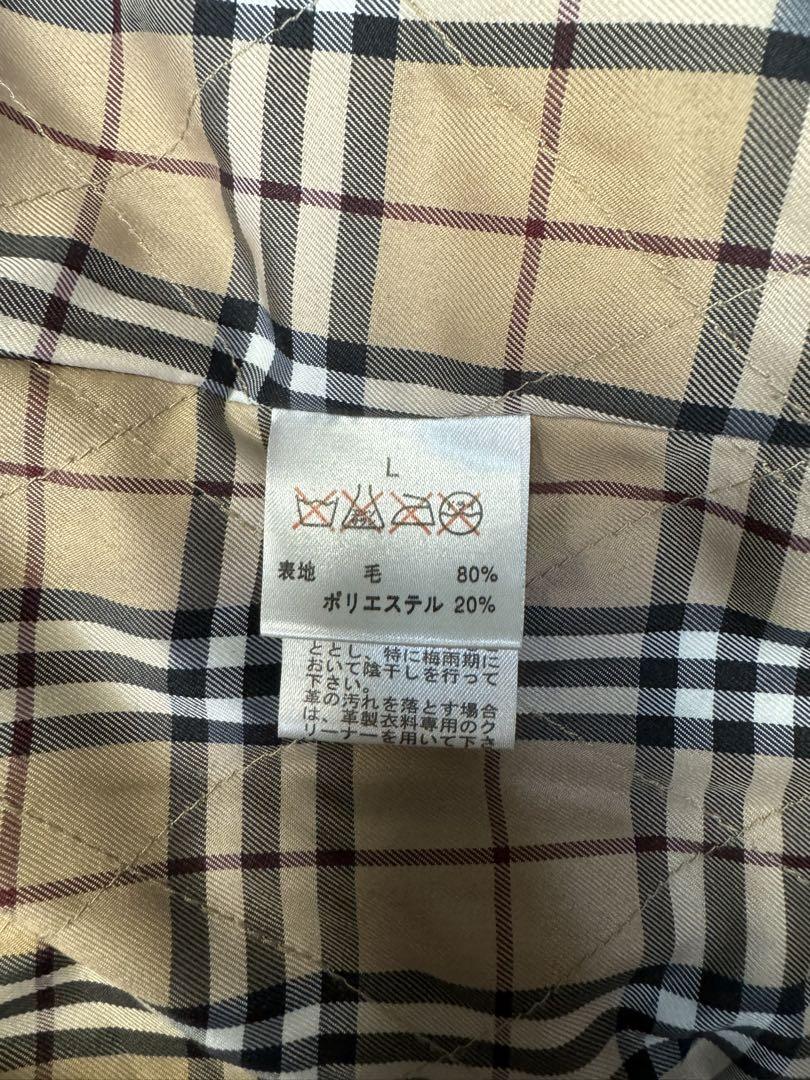 L
表地 毛 80%
ポリエステル 20%
ととし、特に梅雨期に
おいて陰干しを行って
下さい。
革の汚れを落とす場合
は、革製衣料専用のク
リーナーを用いて下さ